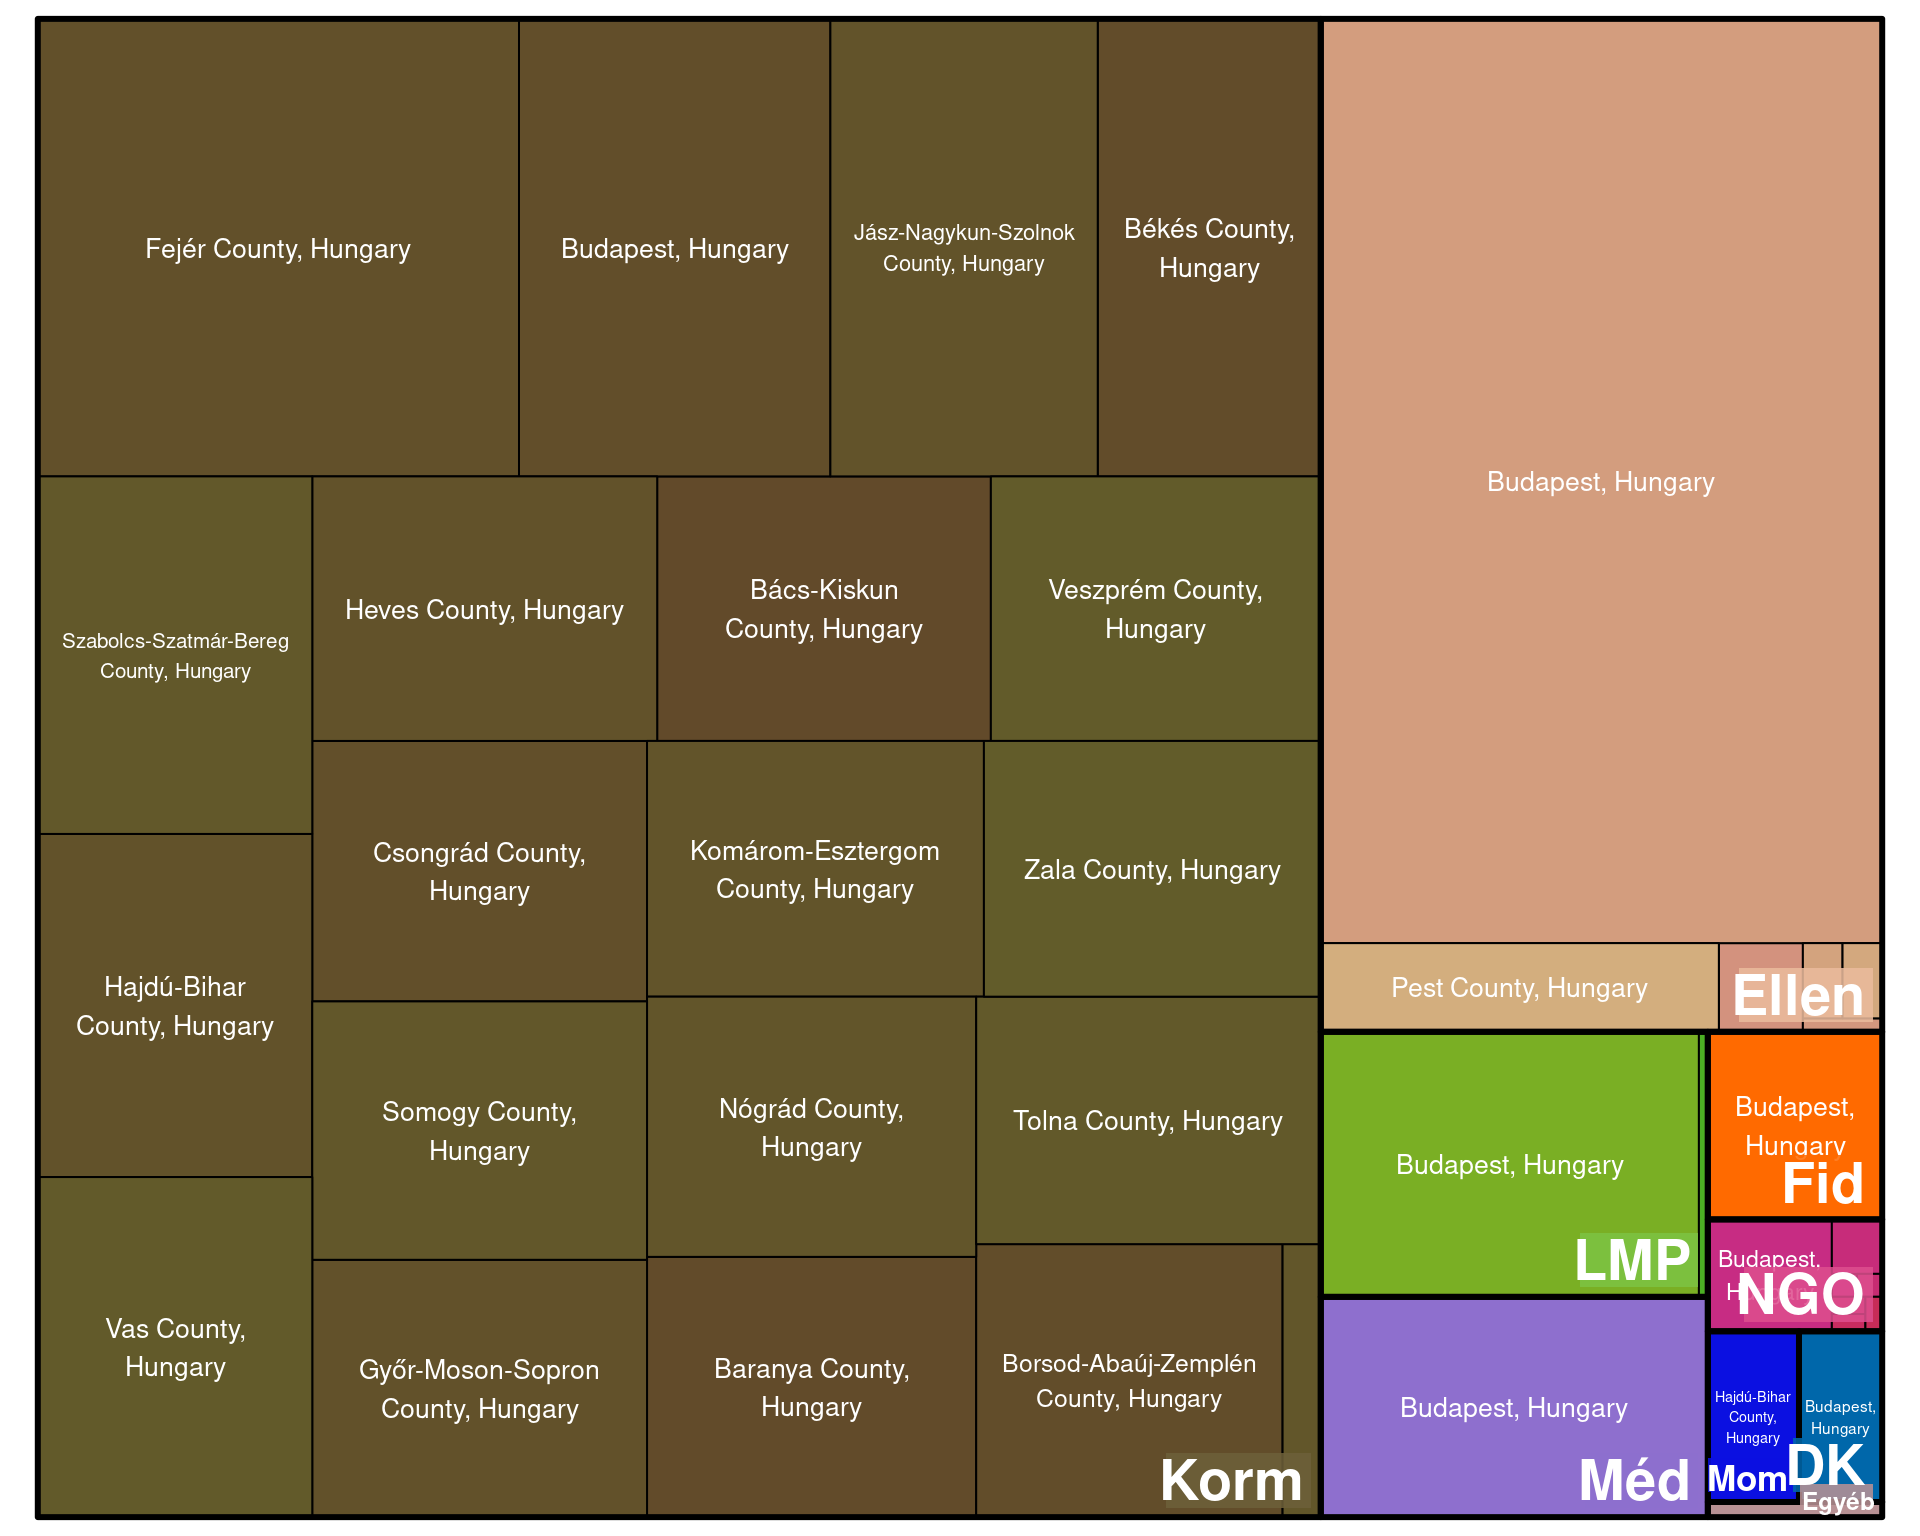 Fejér County, Hungary
Budapest, Hungary
Jász-Nagykun-Szolnok
County, Hungary
Békés County,
Hungary
Szabolcs-Szatmár-Bereg
County, Hungary
Heves County, Hungary
Bács-Kiskun
County, Hungary
Veszprém County,
Hungary
Hajdú-Bihar
County, Hungary
Csongrád County,
Hungary
Komárom-Esztergom
County, Hungary
Zala County, Hungary
Somogy County,
Hungary
Nógrád County,
Hungary
Tolna County, Hungary
Vas County,
Hungary
Győr-Moson-Sopron
County, Hungary
Baranya County,
Hungary
Borsod-Abaúj-Zemplén
County, Hungary
Korm
Budapest, Hungary
Pest County, Hungary
Ellen
Budapest, Hungary
LMP
Budapest, Hungary
Méd
Budapest,
Hungary
Fid
Budapest,
NGO
Hajdú-Bihar
County,
Hungary
Mom
Budapest,
Hungary
DK
Egyéb